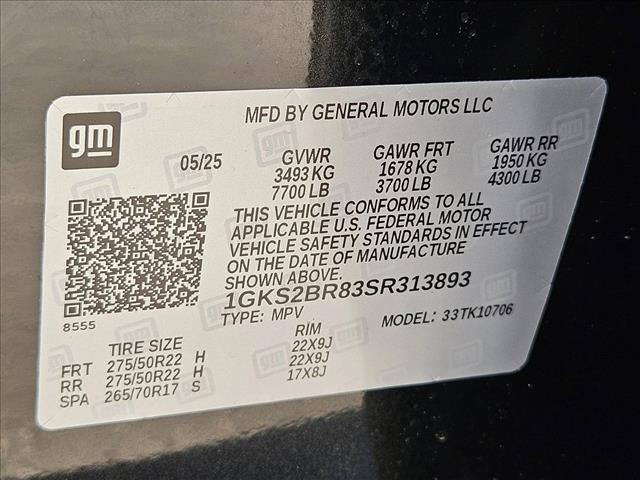 gm
MFD BY GENERAL MOTORS LLC
05/25 GVWR GAWR FRT GAWR RR
3493 KG 1678 KG 1950 KG
7700 LB 3700 LB 4300 LB
THIS VEHICLE CONFORMS TO ALL
APPLICABLE U.S. FEDERAL MOTOR
VEHICLE SAFETY STANDARDS IN EFFECT
ON THE DATE OF MANUFACTURE
SHOWN ABOVE.
1GKS2BR83SR313893
8555
TYPE: MPV MODEL: 33TK10706
TIRE SIZE RIM
FRT 275/50R22 H 22X9J
RR 275/50R22 H 22X9J
SPA 265/70R17 S 17X8J